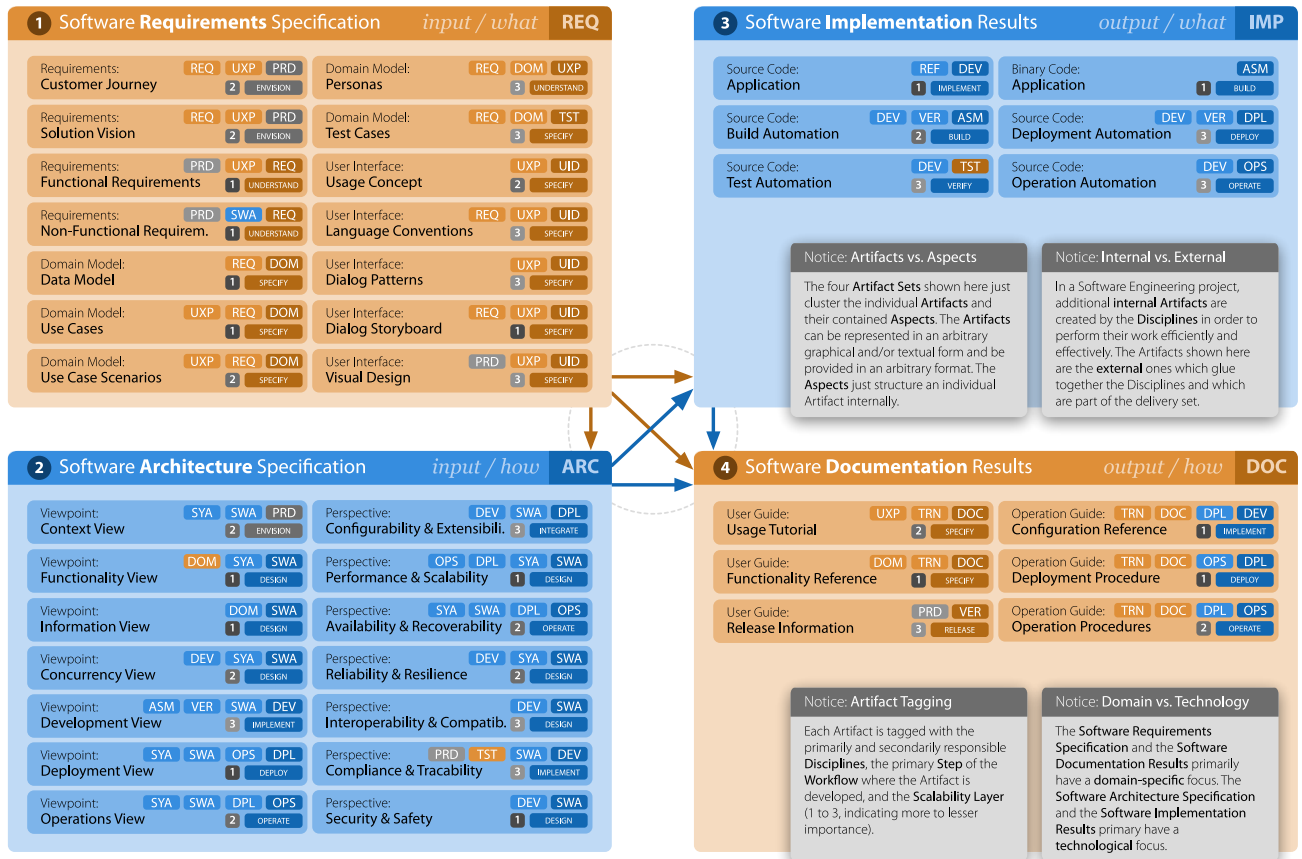 1 Software Requirements Specification input / what REQ
Requirements: REQ UXP PRD
Customer Journey 2 ENVISION
Requirements: REQ UXP PRD
Solution Vision 2 ENVISION
Requirements: PRD UXP REQ
Functional Requirements 1 UNDERSTAND
Requirements: PRD SWA REQ
Non-Functional Requirem. 1 UNDERSTAND
Domain Model: REQ DOM
Data Model 1 SPECIFY
Domain Model: UXP REQ DOM
Use Cases 1 SPECIFY
Domain Model: UXP REQ DOM
Use Case Scenarios 2 SPECIFY
Domain Model: REQ DOM UXP
Personas 3 UNDERSTAND
Domain Model: REQ DOM TST
Test Cases 3 SPECIFY
User Interface: UXP UID
Usage Concept 2 SPECIFY
User Interface: REQ UXP UID
Language Conventions 3 SPECIFY
User Interface: UXP UID
Dialog Patterns 3 SPECIFY
User Interface: REQ UXP UID
Dialog Storyboard 1 SPECIFY
User Interface: PRD UXP UID
Visual Design 3 SPECIFY
2 Software Architecture Specification input / how ARC
Viewpoint: SYA SWA PRD
Context View 2 ENVISION
Viewpoint: DOM SYA SWA
Functionality View 1 DESIGN
Viewpoint: DOM SWA
Information View 1 DESIGN
Viewpoint: DEV SYA SWA
Concurrency View 2 DESIGN
Viewpoint: ASM VER SWA DEV
Development View 3 IMPLEMENT
Viewpoint: SYA SWA OPS DPL
Deployment View 1 DEPLOY
Viewpoint: SYA SWA DPL OPS
Operations View 2 OPERATE
Perspective: DEV SWA DPL
Configurability & Extensibili. 3 INTEGRATE
Perspective: OPS DPL SYA SWA
Performance & Scalability 1 DESIGN
Perspective: SYA SWA DPL OPS
Availability & Recoverability 2 OPERATE
Perspective: DEV SYA SWA
Reliability & Resilience 2 DESIGN
Perspective: DEV SWA
Interoperability & Compatib. 3 DESIGN
Perspective: PRD TST SWA DEV
Compliance & Tracability 3 IMPLEMENT
Perspective: DEV SWA
Security & Safety 1 DESIGN
3 Software Implementation Results output / what IMP
Source Code: REF DEV
Application 1 IMPLEMENT
Source Code: DEV VER ASM
Build Automation 2 BUILD
Source Code: DEV TST
Test Automation 3 VERIFY
Binary Code: ASM
Application 1 BUILD
Source Code: DEV VER DPL
Deployment Automation 3 DEPLOY
Source Code: DEV OPS
Operation Automation 3 OPERATE
Notice: Artifacts vs. Aspects
The four Artifact Sets shown here just
cluster the individual Artifacts and
their contained Aspects. The Artifacts
can be represented in an arbitrary
graphical and/or textual form and be
provided in an arbitrary format. The
Aspects just structure an individual
Artifact internally.
Notice: Internal vs. External
In a Software Engineering project,
additional internal Artifacts are
created by the Disciplines in order to
perform their work efficiently and
effectively. The Artifacts shown here
are the external ones which glue
together the Disciplines and which
are part of the delivery set.
4 Software Documentation Results output / how DOC
User Guide: UXP TRN DOC
Usage Tutorial 2 SPECIFY
User Guide: DOM TRN DOC
Functionality Reference 1 SPECIFY
User Guide: PRD VER
Release Information 3 RELEASE
Operation Guide: TRN DOC DPL DEV
Configuration Reference 1 IMPLEMENT
Operation Guide: TRN DOC OPS DPL
Deployment Procedure 1 DEPLOY
Operation Guide: TRN DOC DPL OPS
Operation Procedures 2 OPERATE
Notice: Artifact Tagging
Each Artifact is tagged with the
primarily and secondarily responsible
Disciplines, the primary Step of the
Workflow where the Artifact is
developed, and the Scalability Layer
(1 to 3, indicating more to lesser
importance).
Notice: Domain vs. Technology
The Software Requirements
Specification and the Software
Documentation Results primarily
have a domain-specific focus. The
Software Architecture Specification
and the Software Implementation
Results primary have a
technological focus.